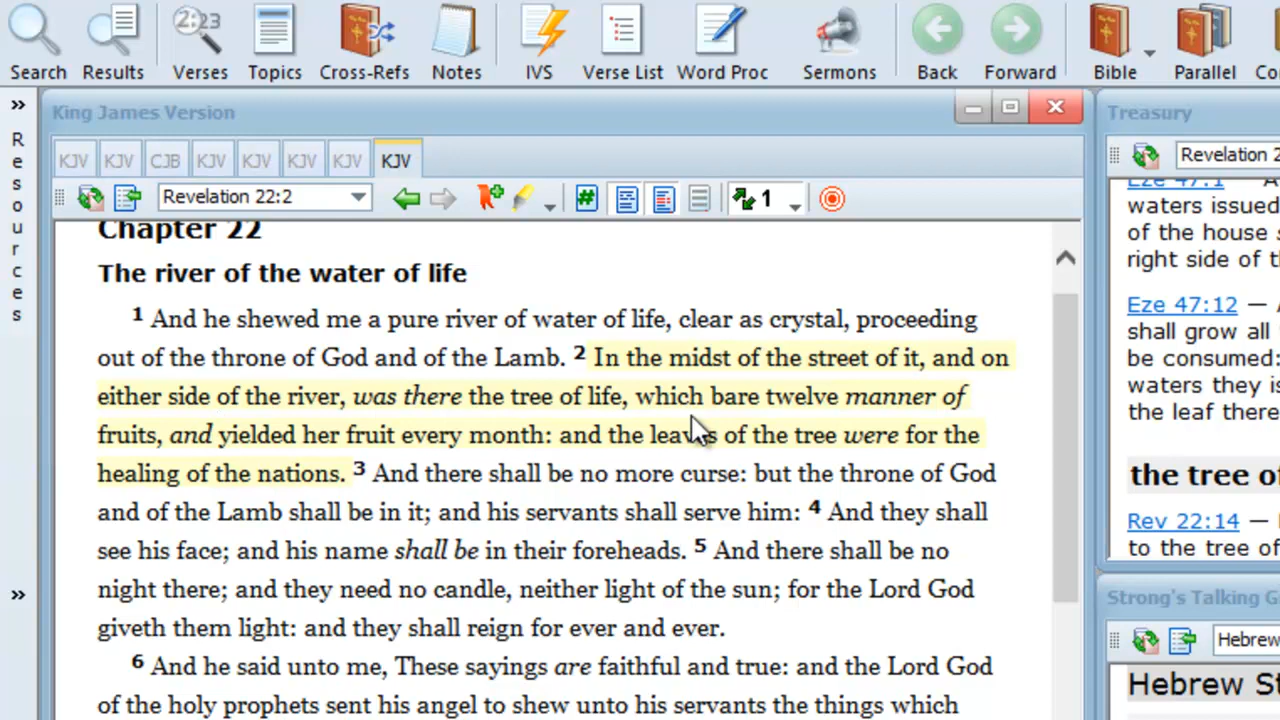 2:23
Search Results Verses Topics Cross-Refs Notes IVS Verse List Word Proc Sermons Back Forward Bible Parallel
»
Resources
»
King James Version
KJV KJV CJB KJV KJV KJV KJV KJV
Revelation 22:2
# 1
Chapter 22
The river of the water of life
1 And he shewed me a pure river of water of life, clear as crystal, proceeding
out of the throne of God and of the Lamb. 2 In the midst of the street of it, and on
either side of the river, was there the tree of life, which bare twelve manner of
fruits, and yielded her fruit every month: and the leaves of the tree were for the
healing of the nations. 3 And there shall be no more curse: but the throne of God
and of the Lamb shall be in it; and his servants shall serve him: 4 And they shall
see his face; and his name shall be in their foreheads. 5 And there shall be no
night there; and they need no candle, neither light of the sun; for the Lord God
giveth them light: and they shall reign for ever and ever.
6 And he said unto me, These sayings are faithful and true: and the Lord God
of the holy prophets sent his angel to shew unto his servants the things which
Treasury
Revelation 2
Eze 47:1
waters issued
of the house
right side of
Eze 47:12 —
shall grow all
be consumed:
waters they is
the leaf there
the tree
Rev 22:14 —
to the tree of
Strong's Talking G
Hebrew
Hebrew St